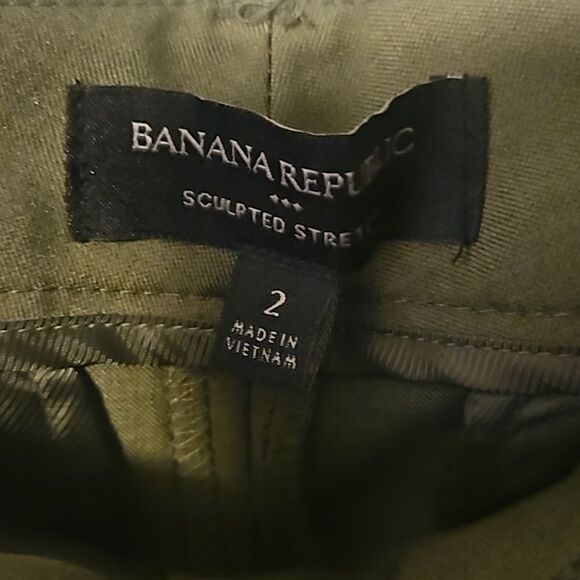 BANANA REPUBLIC
SCULPTED STRETCH
2
MADE IN
VIETNAM